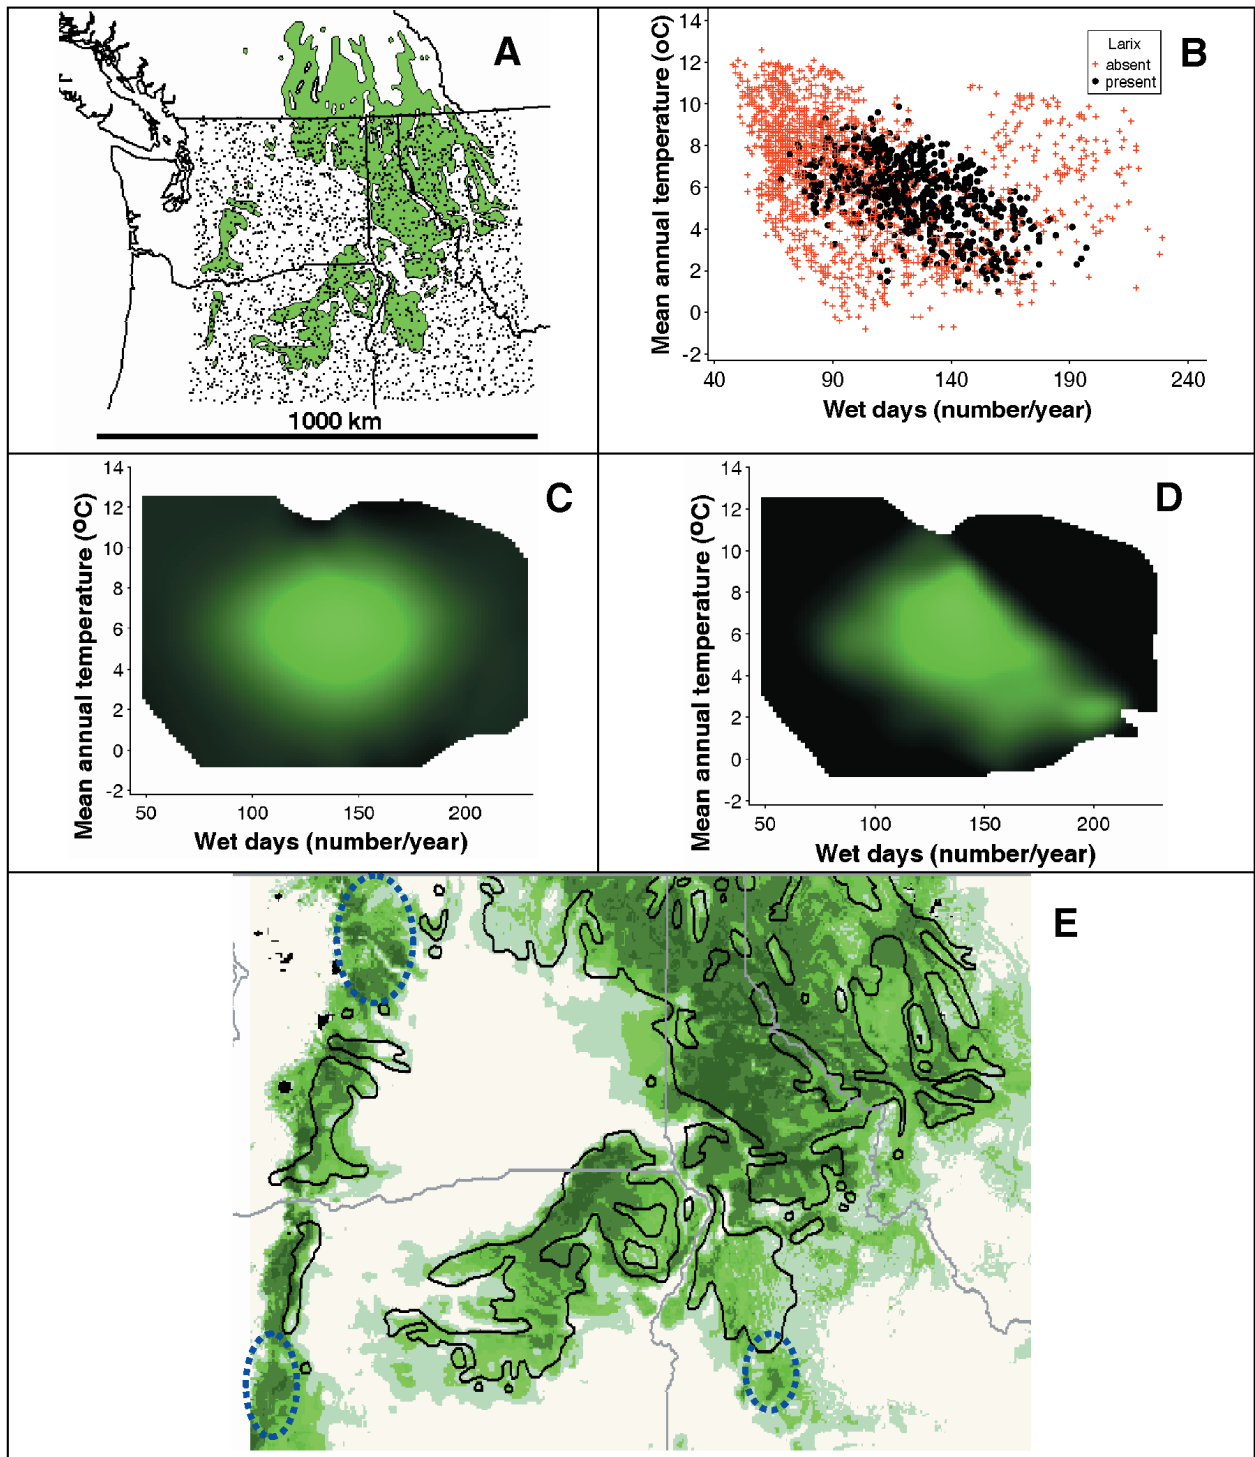 A
1000 km
B
Mean annual temperature (oC)
14
12
10
8
6
4
2
0
-2
Larix
absent
present
40
90
140
190
240
Wet days (number/year)
C
Mean annual temperature (ºC)
14
12
10
8
6
4
2
0
-2
50
100
150
200
Wet days (number/year)
D
Mean annual temperature (ºC)
14
12
10
8
6
4
2
0
-2
50
100
150
200
Wet days (number/year)
E